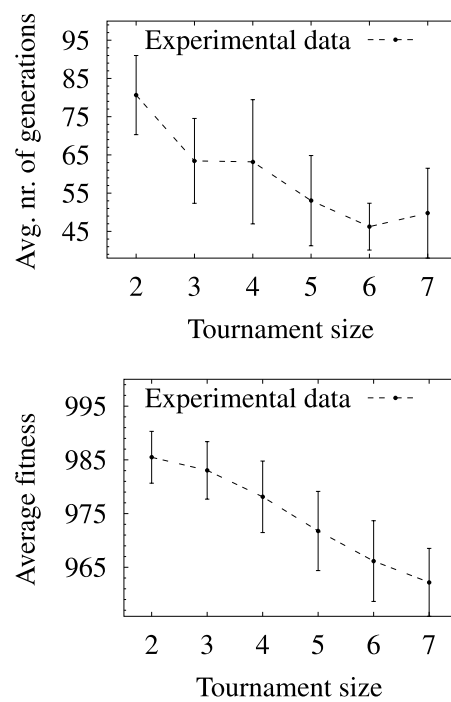 Avg. nr. of generations
Experimental data
95
85
75
65
55
45
2 3 4 5 6 7
Tournament size
Average fitness
Experimental data
995
985
975
965
2 3 4 5 6 7
Tournament size